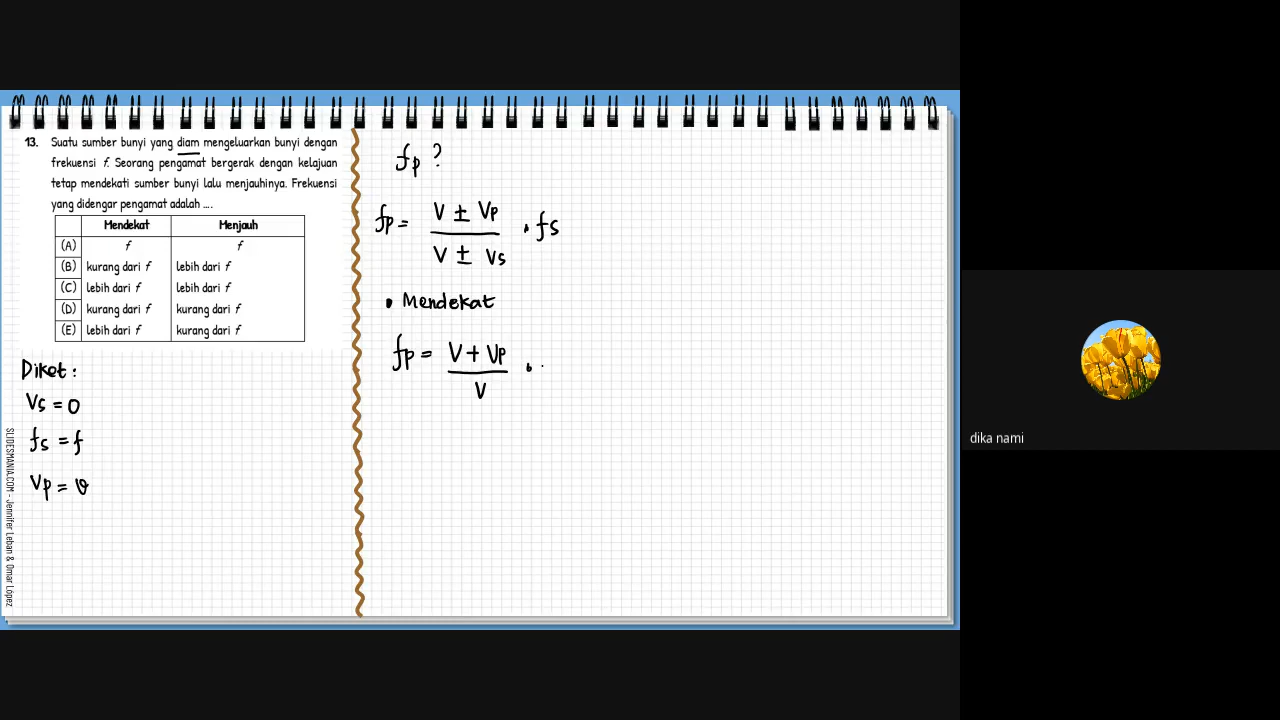 13. Suatu sumber bunyi yang diam mengeluarkan bunyi dengan
frekuensi f. Seorang pengamat bergerak dengan kelajuan
tetap mendekati sumber bunyi lalu menjauhinya. Frekuensi
yang didengar pengamat adalah ....
Mendekat Menjauh
(A) f f
(B) kurang dari f lebih dari f
(C) lebih dari f lebih dari f
(D) kurang dari f kurang dari f
(E) lebih dari f kurang dari f
Diket :
Vs = 0
fs = f
Vp = v
SLIDESMANIA.COM - Jennifer Leban & Omar López
fp ?
fp = V ± Vp / V ± Vs . fs
• Mendekat
fp = V + Vp / V .
dika nami